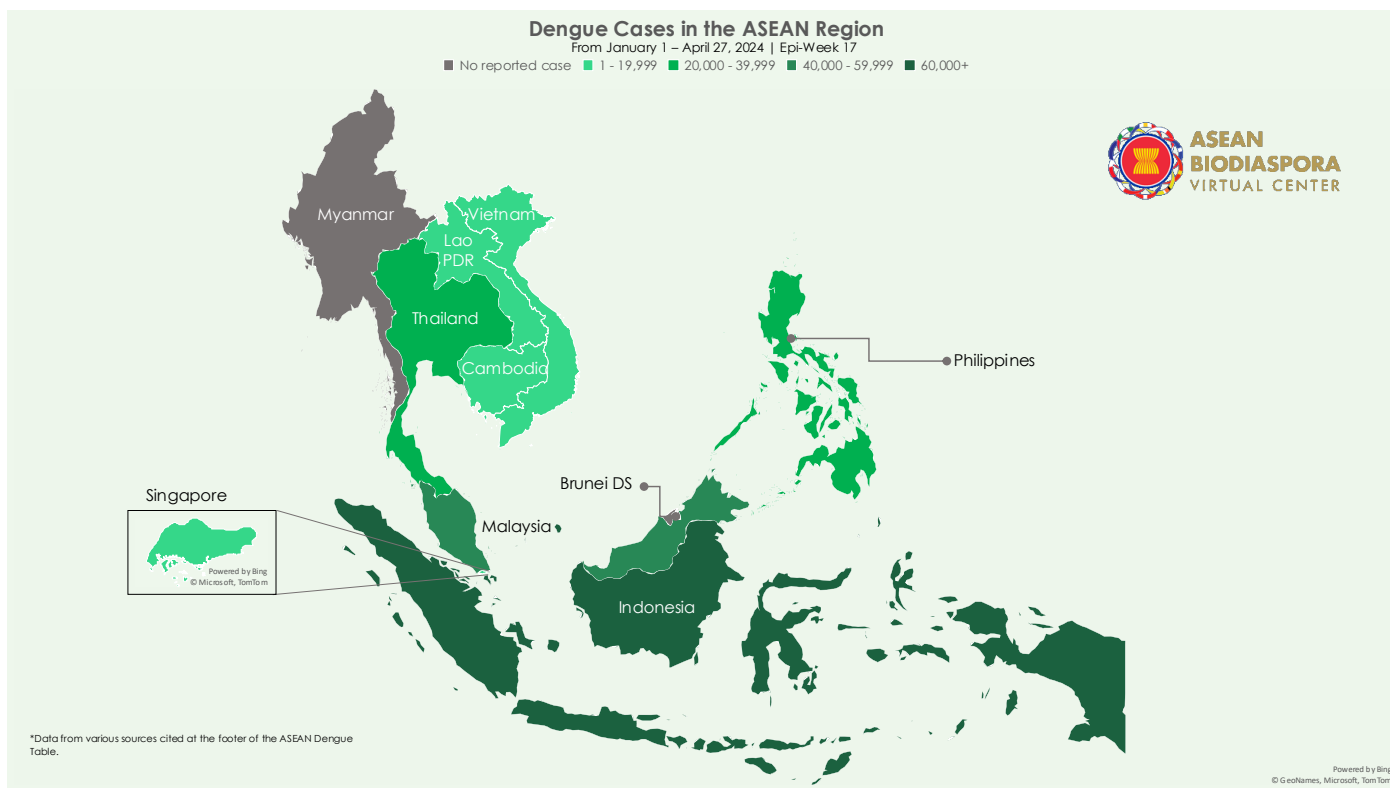 Dengue Cases in the ASEAN Region
From January 1 – April 27, 2024 | Epi-Week 17
No reported case 1 - 19,999 20,000 - 39,999 40,000 - 59,999 60,000+
ASEAN
BIODIASPORA
VIRTUAL CENTER
Myanmar
Vietnam
Lao
PDR
Thailand
Cambodia
Philippines
Brunei DS
Singapore
Malaysia
Powered by Bing
© Microsoft, TomTom
Indonesia
*Data from various sources cited at the footer of the ASEAN Dengue
Table.
Powered by Bing
© GeoNames, Microsoft, TomTom